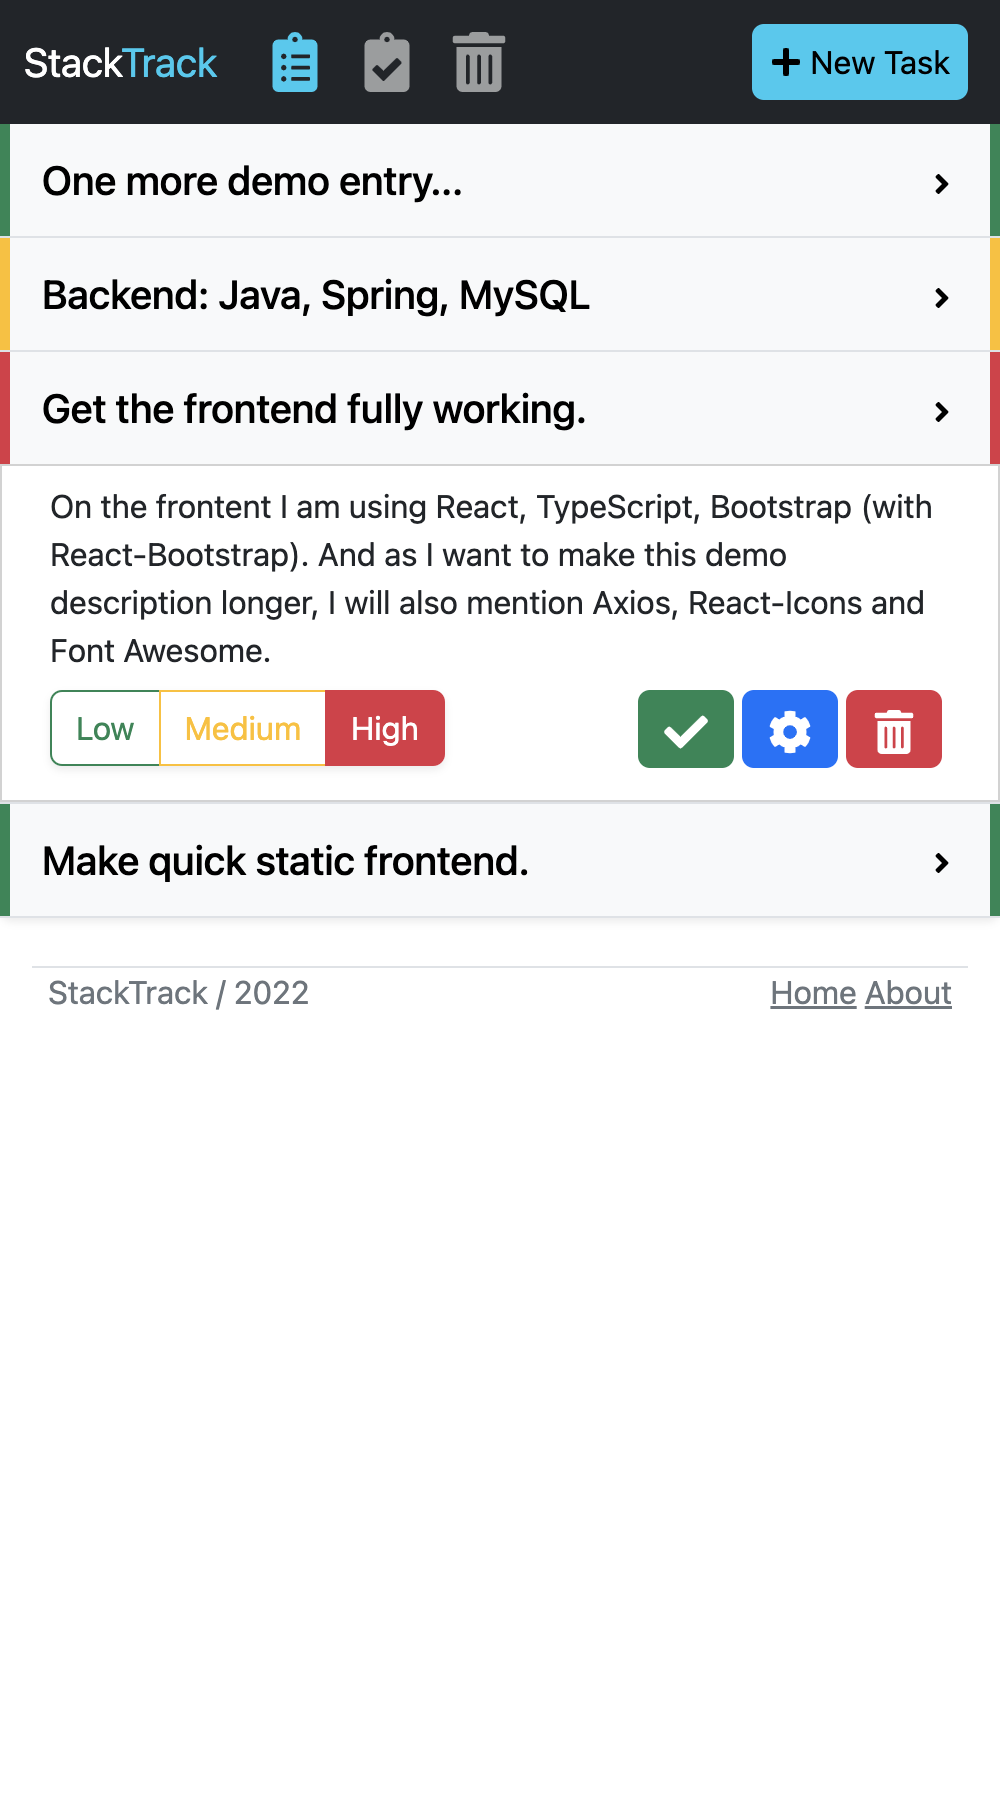 StackTrack
New Task
One more demo entry...
Backend: Java, Spring, MySQL
Get the frontend fully working.
On the frontent I am using React, TypeScript, Bootstrap (with
React-Bootstrap). And as I want to make this demo
description longer, I will also mention Axios, React-Icons and
Font Awesome.
Low Medium High
Make quick static frontend.
StackTrack / 2022 Home About